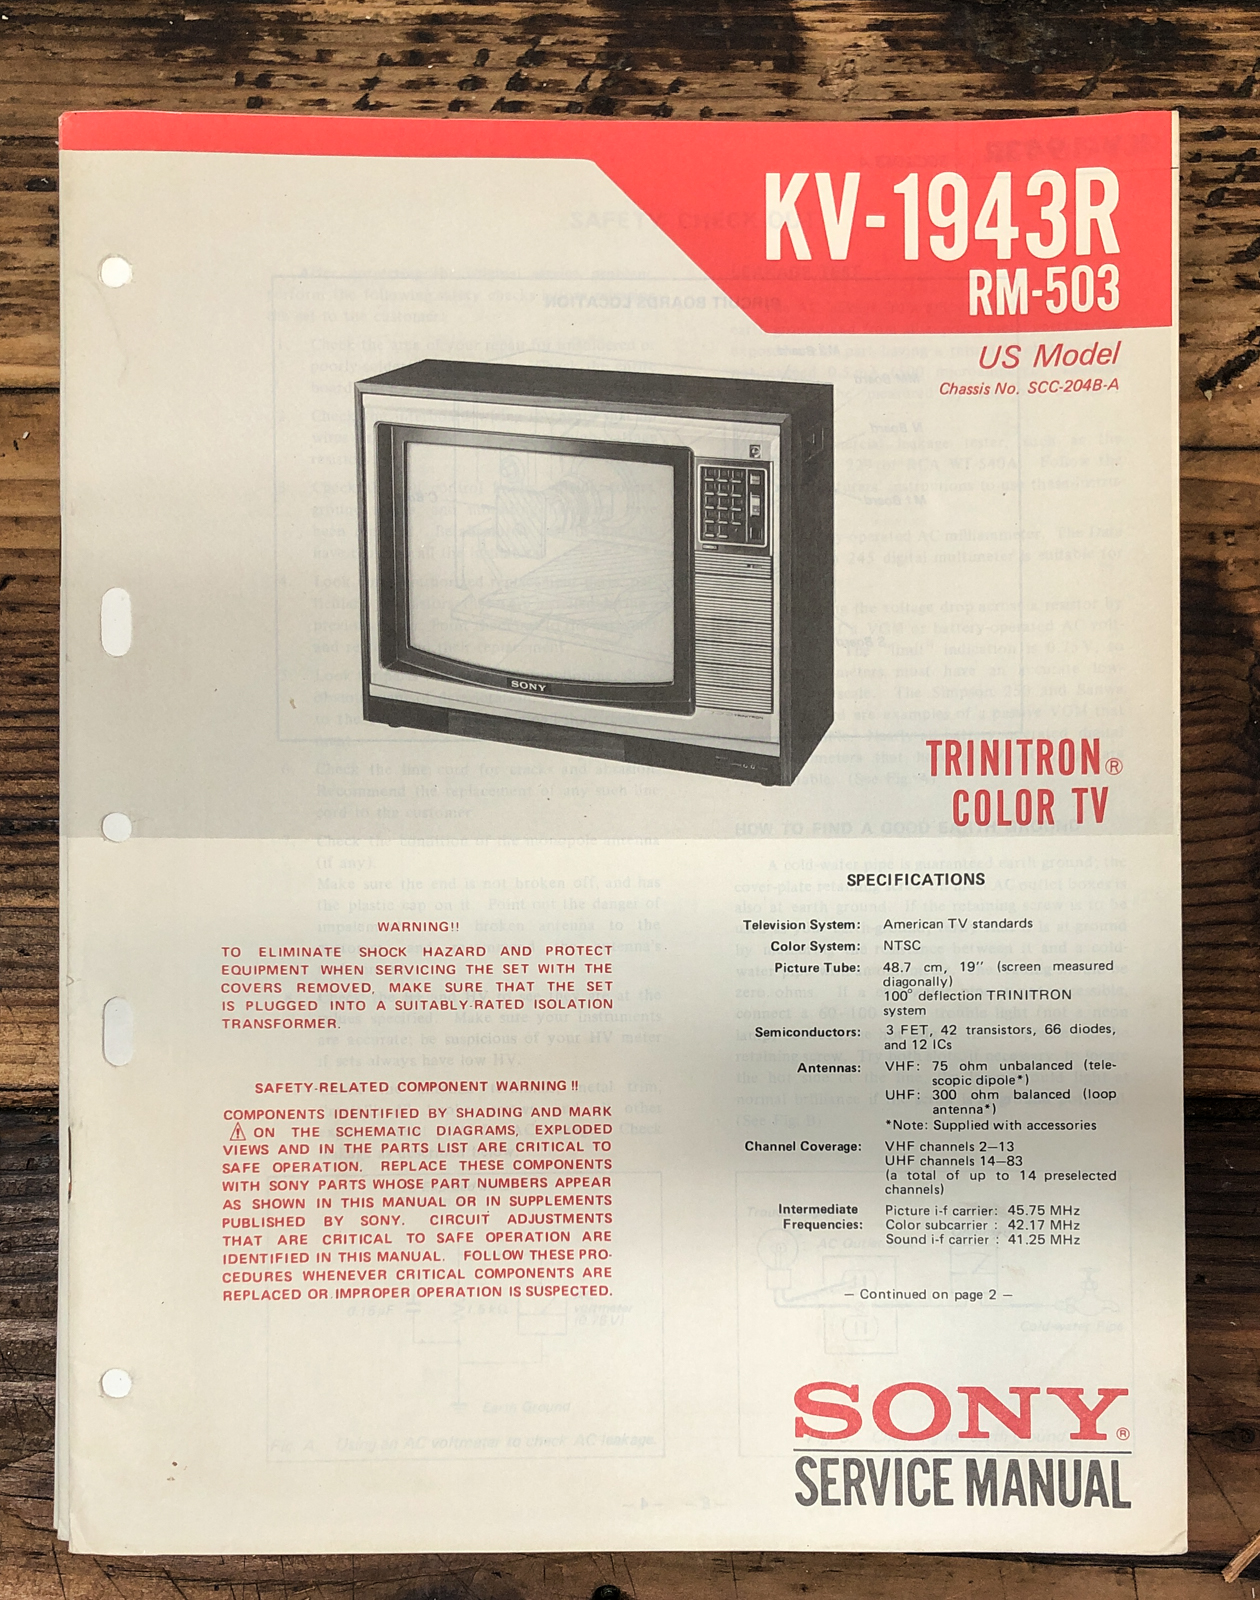 KV-1943R
RM-503
US Model
Chassis No. SCC-204B-A
SONY
TRINITRON®
COLOR TV
SPECIFICATIONS
Television System: American TV standards
Color System: NTSC
Picture Tube: 48.7 cm, 19" (screen measured
diagonally)
100° deflection TRINITRON
system
Semiconductors: 3 FET, 42 transistors, 66 diodes,
and 12 ICs
Antennas: VHF: 75 ohm unbalanced (tele-
scopic dipole*)
UHF: 300 ohm balanced (loop
antenna*)
*Note: Supplied with accessories
Channel Coverage: VHF channels 2–13
UHF channels 14–83
(a total of up to 14 preselected
channels)
Intermediate Picture i-f carrier: 45.75 MHz
Frequencies: Color subcarrier : 42.17 MHz
Sound i-f carrier : 41.25 MHz
– Continued on page 2 –
WARNING!!
TO ELIMINATE SHOCK HAZARD AND PROTECT
EQUIPMENT WHEN SERVICING THE SET WITH THE
COVERS REMOVED, MAKE SURE THAT THE SET
IS PLUGGED INTO A SUITABLY-RATED ISOLATION
TRANSFORMER.
SAFETY-RELATED COMPONENT WARNING!!
COMPONENTS IDENTIFIED BY SHADING AND MARK
⚠ ON THE SCHEMATIC DIAGRAMS, EXPLODED
VIEWS AND IN THE PARTS LIST ARE CRITICAL TO
SAFE OPERATION. REPLACE THESE COMPONENTS
WITH SONY PARTS WHOSE PART NUMBERS APPEAR
AS SHOWN IN THIS MANUAL OR IN SUPPLEMENTS
PUBLISHED BY SONY. CIRCUIT ADJUSTMENTS
THAT ARE CRITICAL TO SAFE OPERATION ARE
IDENTIFIED IN THIS MANUAL. FOLLOW THESE PRO-
CEDURES WHENEVER CRITICAL COMPONENTS ARE
REPLACED OR IMPROPER OPERATION IS SUSPECTED.
SONY®
SERVICE MANUAL